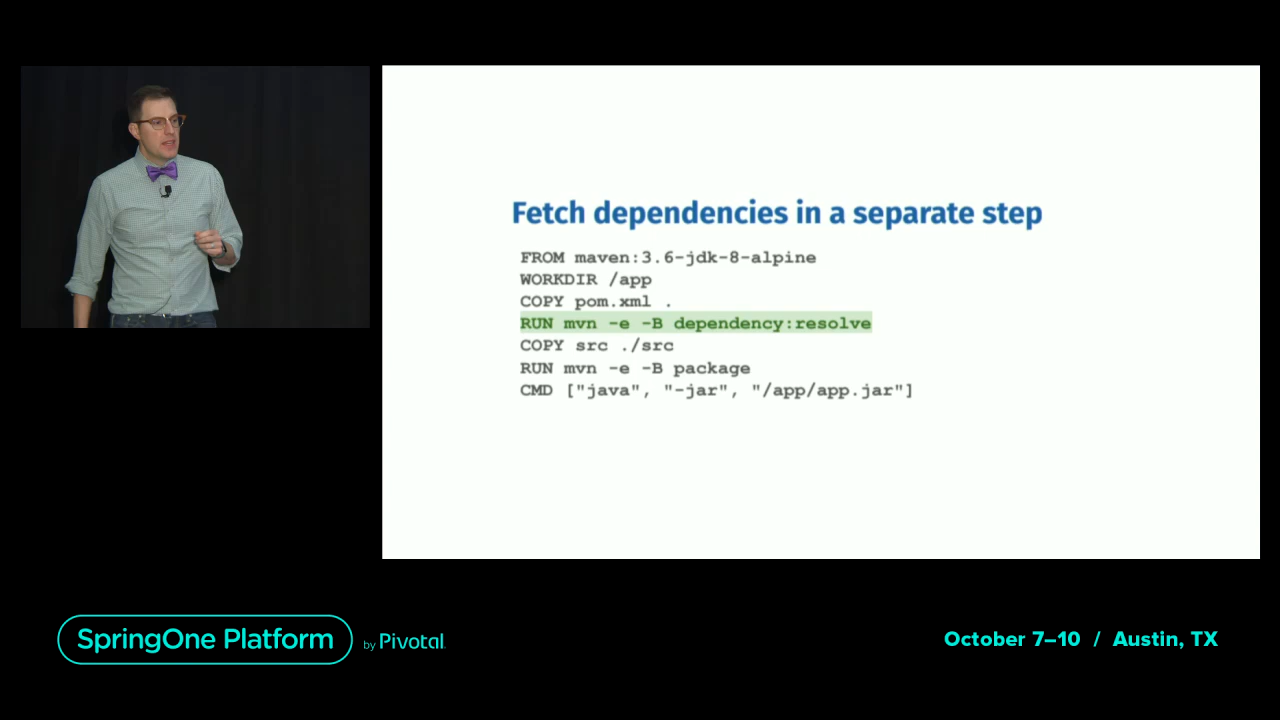 Fetch dependencies in a separate step
FROM maven:3.6-jdk-8-alpine
WORKDIR /app
COPY pom.xml .
RUN mvn -e -B dependency:resolve
COPY src ./src
RUN mvn -e -B package
CMD ["java", "-jar", "/app/app.jar"]
SpringOne Platform by Pivotal
October 7–10 / Austin, TX